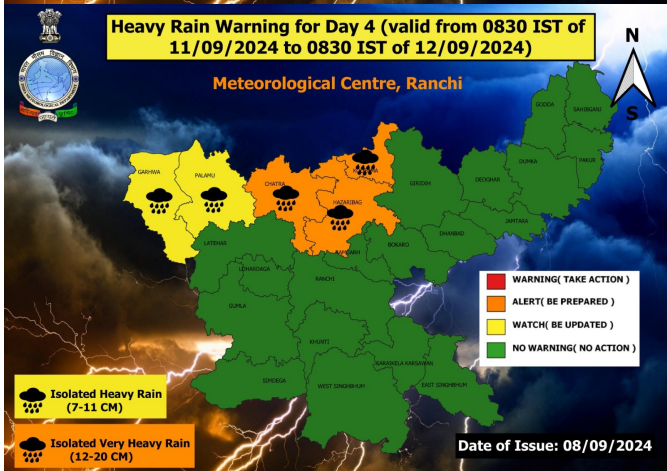 Heavy Rain Warning for Day 4 (valid from 0830 IST of
11/09/2024 to 0830 IST of 12/09/2024)
Meteorological Centre, Ranchi
N
S
GODDA
SAHIBGANJ
DUMKA
PAKUR
GARHWA
PALAMU
CHATRA
HAZARIBAG
GIRIDIH
DEOGHAR
JAMTARA
DHANBAD
BOKARO
LATEHAR
LOHARDAGA
RANCHI
GUMLA
KHUNTI
SARAIKELA KARSAWAN
SIMDEGA
WEST SINGHBHUM
EAST SINGHBHUM
WARNING( TAKE ACTION )
ALERT( BE PREPARED )
WATCH( BE UPDATED )
NO WARNING( NO ACTION )
Isolated Heavy Rain
(7-11 CM)
Isolated Very Heavy Rain
(12-20 CM)
Date of Issue: 08/09/2024